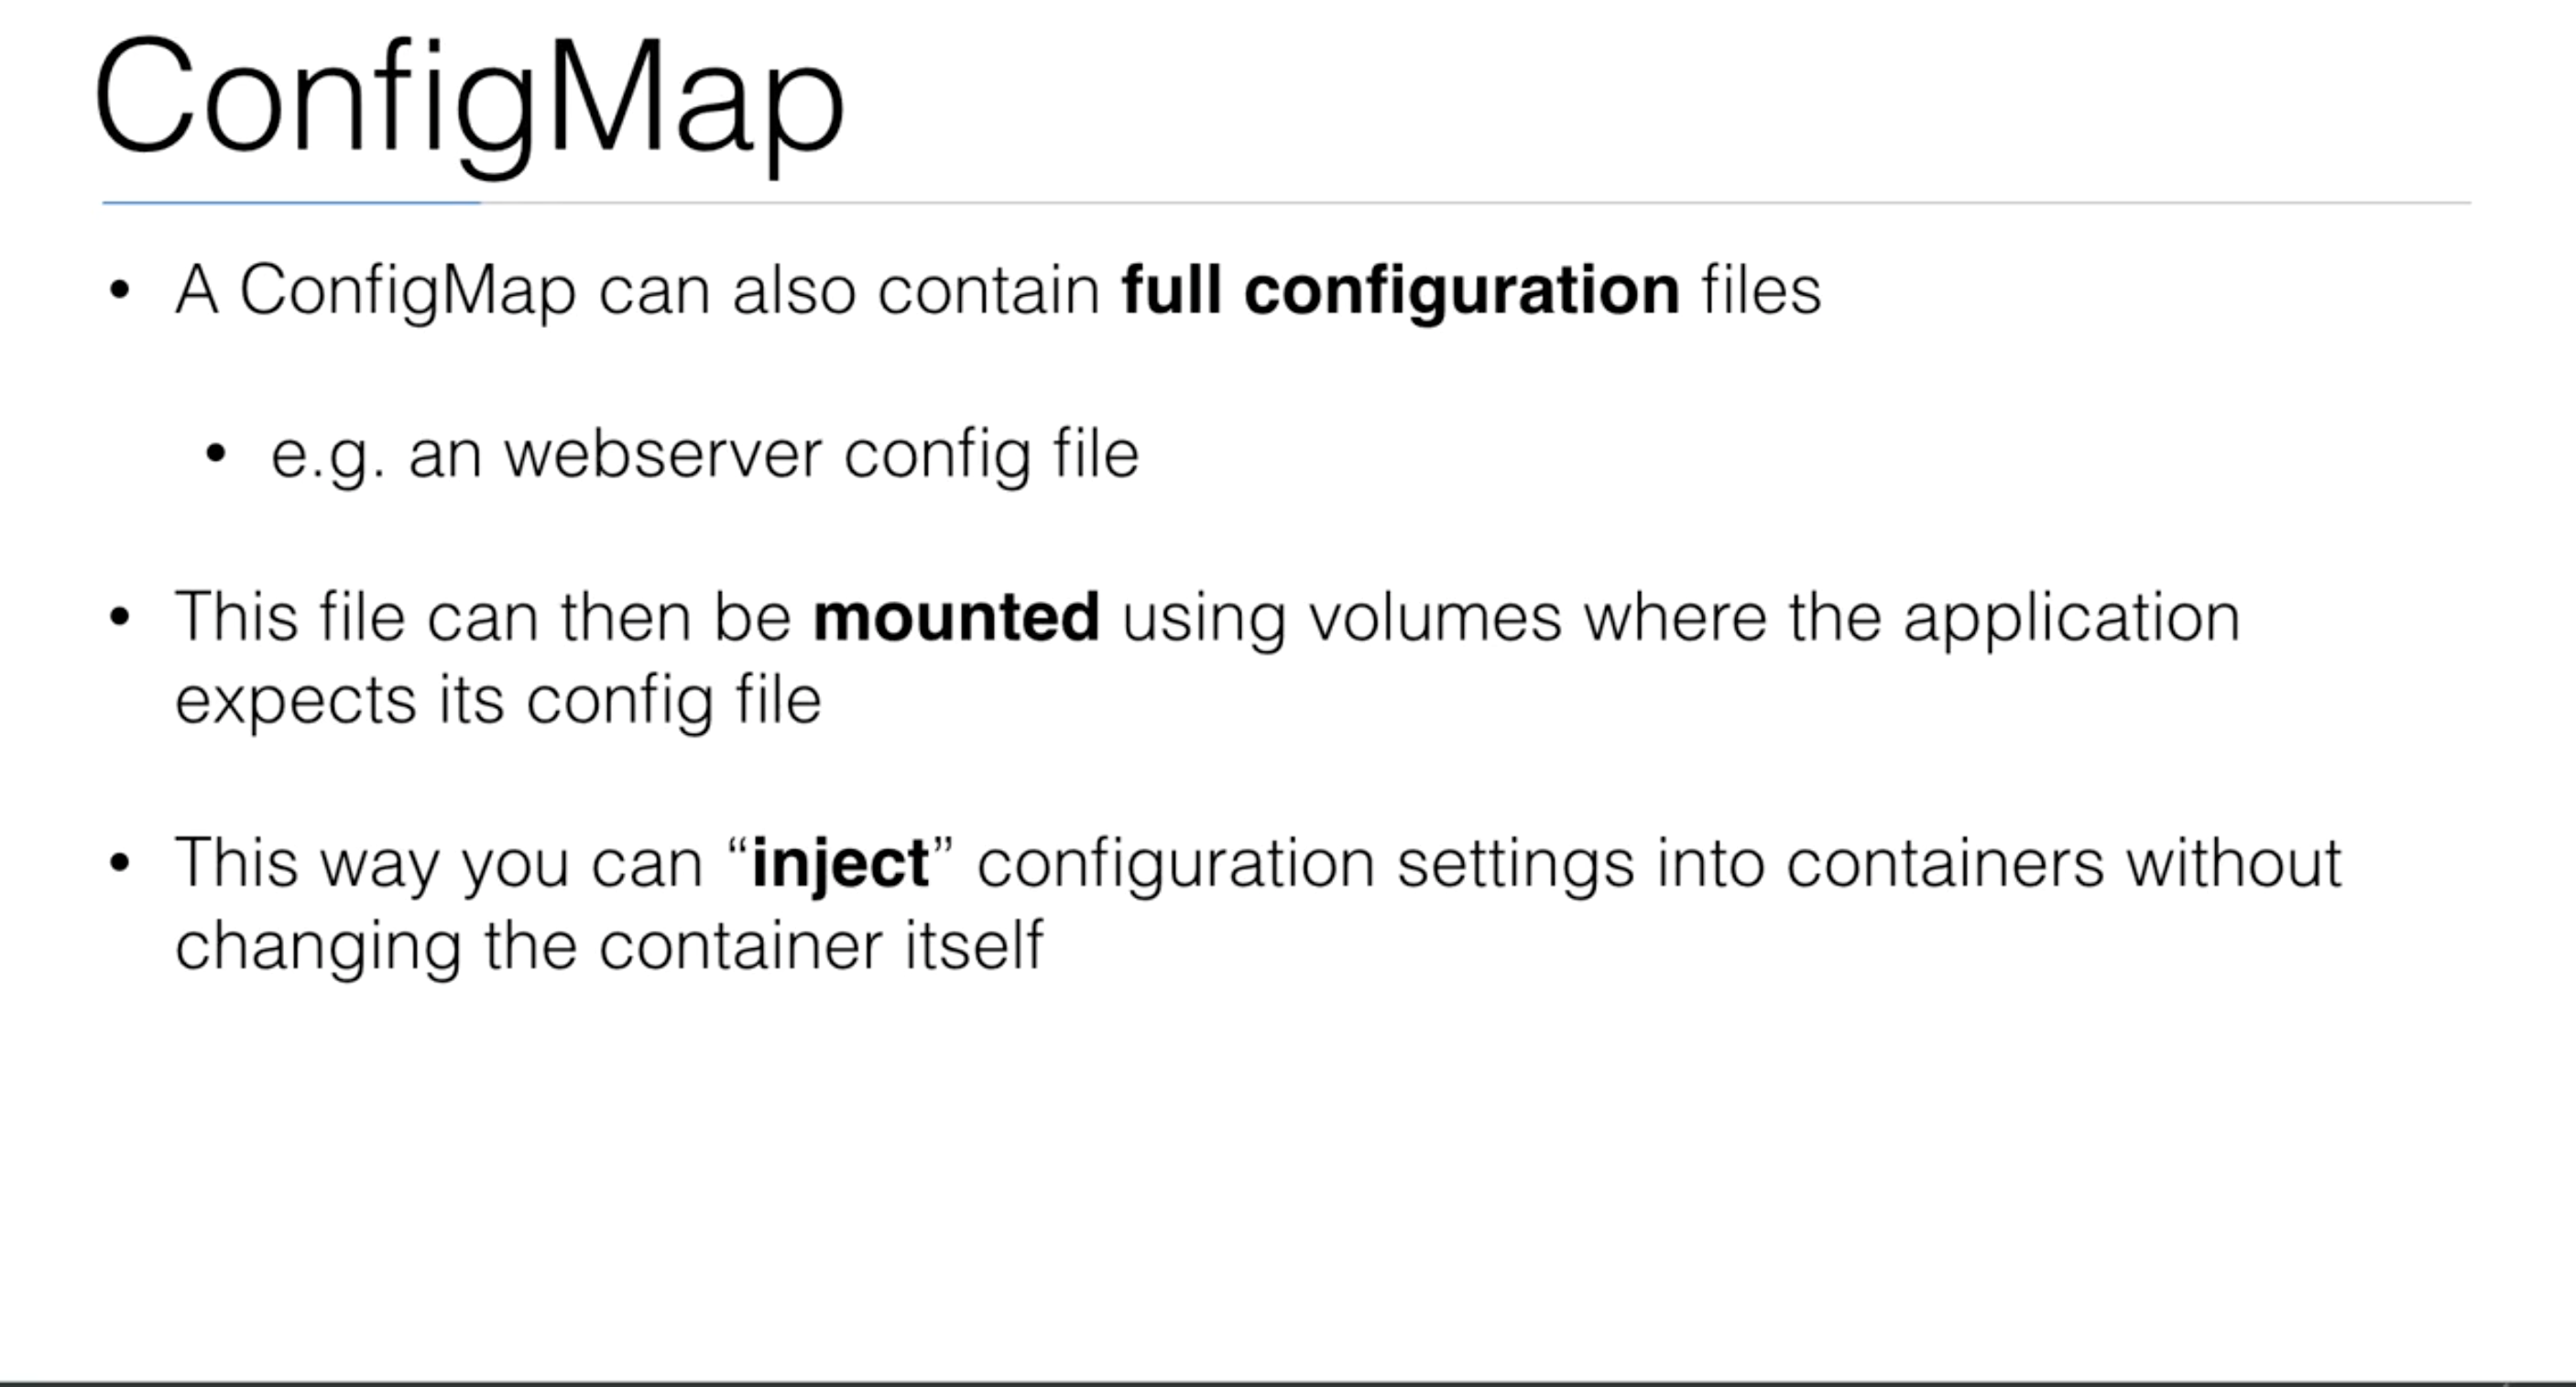 ConfigMap
• A ConfigMap can also contain full configuration files
• e.g. an webserver config file
• This file can then be mounted using volumes where the application
expects its config file
• This way you can “inject” configuration settings into containers without
changing the container itself